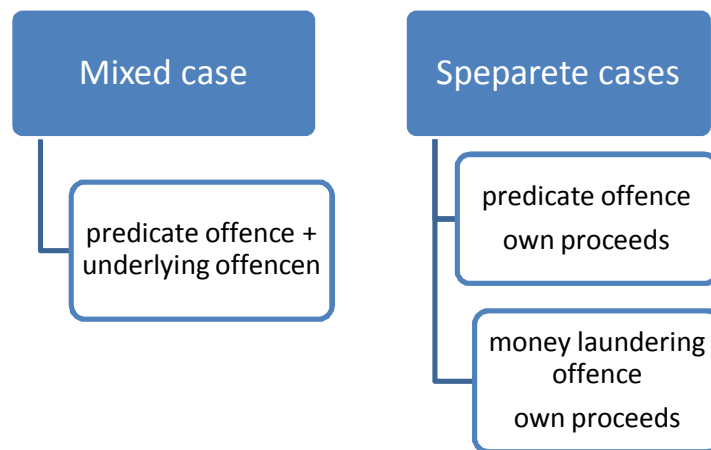 Mixed case
predicate offence +
underlying offencen
Speparete cases
predicate offence
own proceeds
money laundering
offence
own proceeds